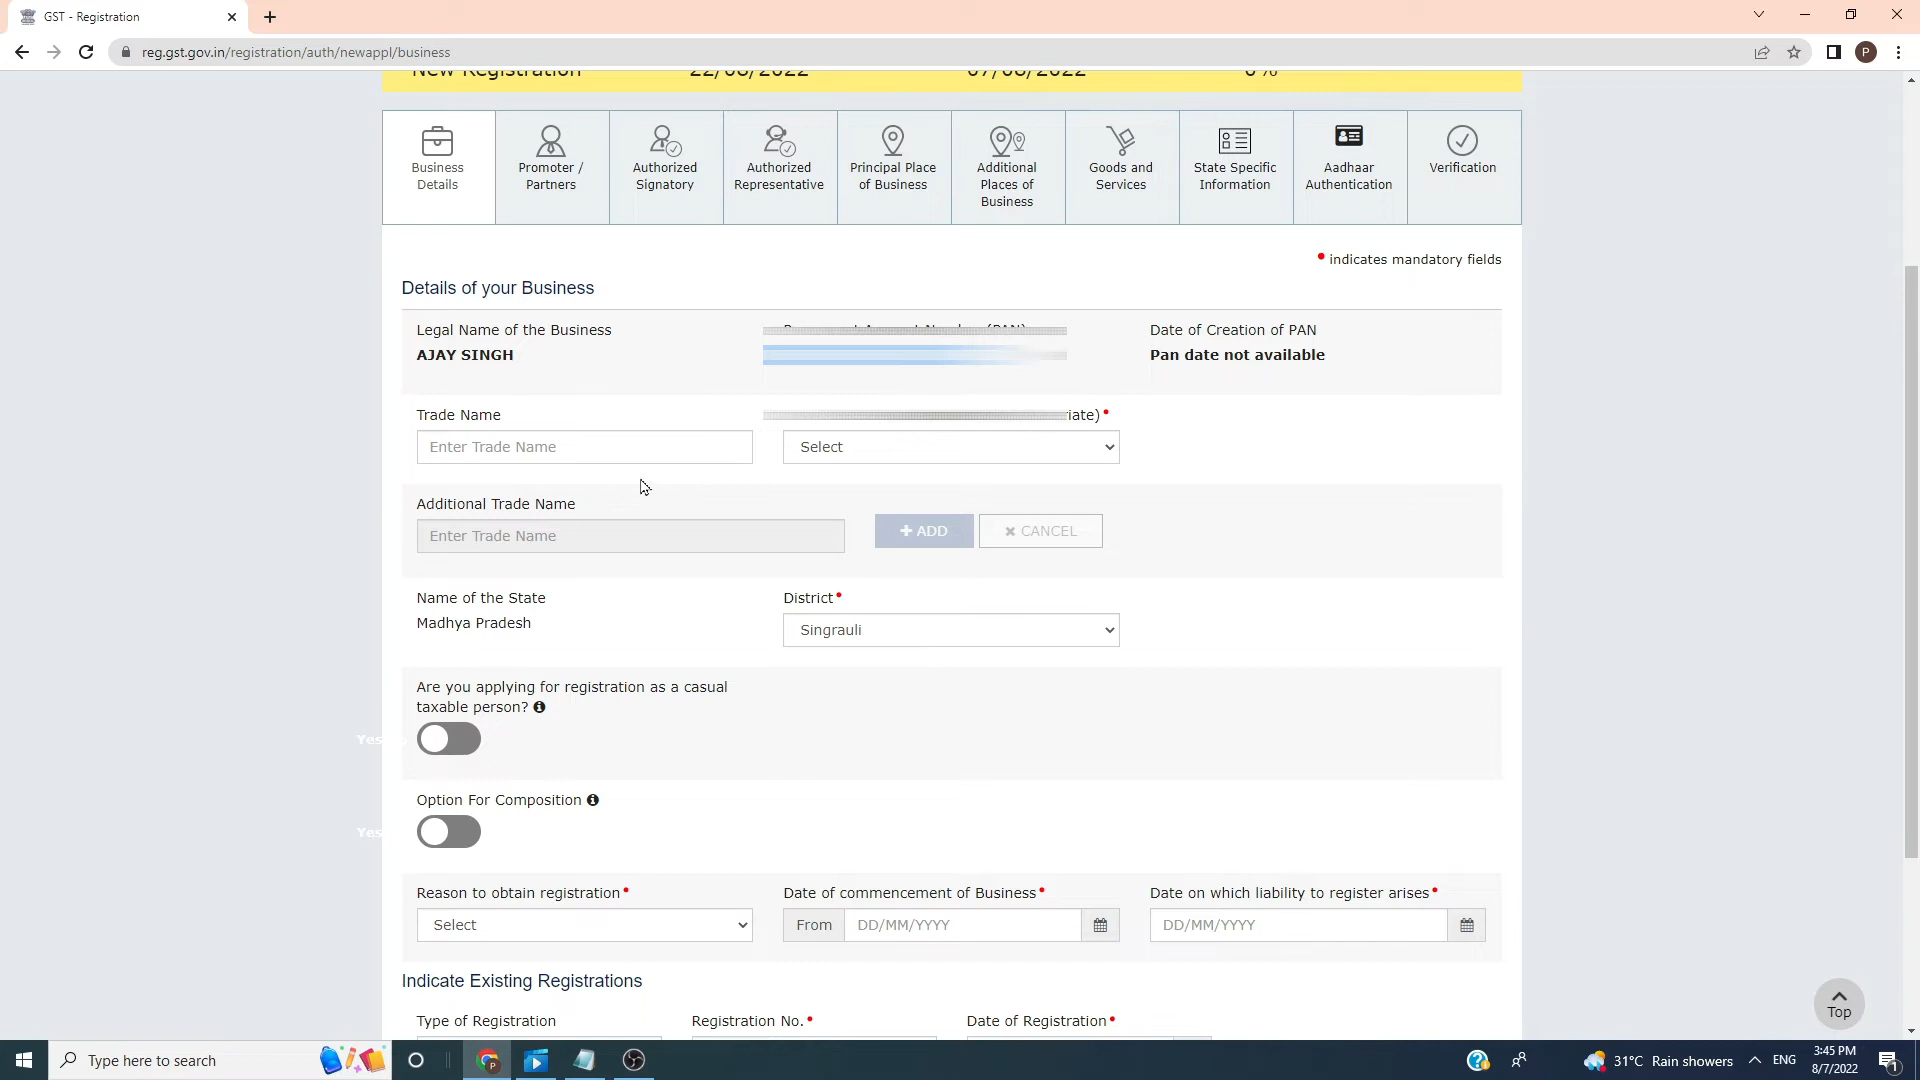 GST - Registration
reg.gst.gov.in/registration/auth/newappl/business
P
New Registration 22/08/2022 07/08/2022 0%
Business Details
Promoter / Partners
Authorized Signatory
Authorized Representative
Principal Place of Business
Additional Places of Business
Goods and Services
State Specific Information
Aadhaar Authentication
Verification
• indicates mandatory fields
Details of your Business
Legal Name of the Business
AJAY SINGH
Date of Creation of PAN
Pan date not available
Trade Name
Enter Trade Name
iate)•
Select
Additional Trade Name
Enter Trade Name
+ ADD
✖ CANCEL
Name of the State
Madhya Pradesh
District•
Singrauli
Are you applying for registration as a casual
taxable person?
Yes
Option For Composition
Yes
Reason to obtain registration•
Select
Date of commencement of Business•
From DD/MM/YYYY
Date on which liability to register arises•
DD/MM/YYYY
Indicate Existing Registrations
Type of Registration
Registration No.•
Date of Registration•
Top
Type here to search
P
31°C Rain showers
ENG
3:45 PM
8/7/2022
1